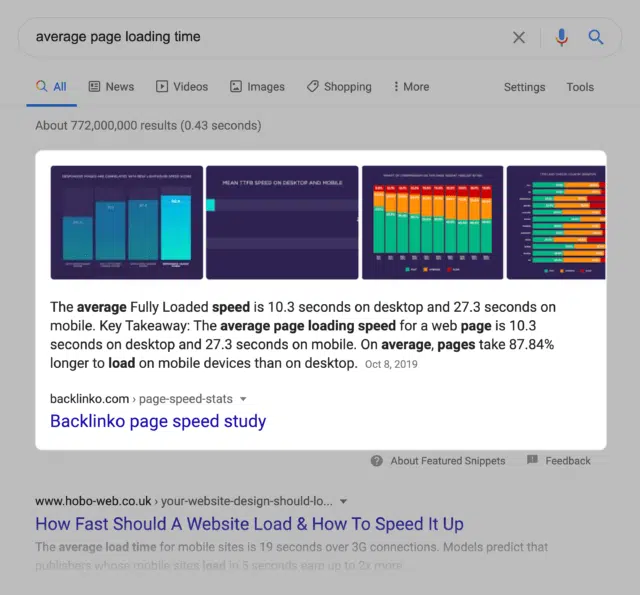 average page loading time
All News Videos Images Shopping More Settings Tools
About 772,000,000 results (0.43 seconds)
MEAN TTFB SPEED ON DESKTOP AND MOBILE
The average Fully Loaded speed is 10.3 seconds on desktop and 27.3 seconds on
mobile. Key Takeaway: The average page loading speed for a web page is 10.3
seconds on desktop and 27.3 seconds on mobile. On average, pages take 87.84%
longer to load on mobile devices than on desktop. Oct 8, 2019
backlinko.com › page-speed-stats
Backlinko page speed study
About Featured Snippets Feedback
www.hobo-web.co.uk › your-website-design-should-lo...
How Fast Should A Website Load & How To Speed It Up
The average load time for mobile sites is 19 seconds over 3G connections. Models predict that
publishers whose mobile sites load in 5 seconds earn up to 2x more